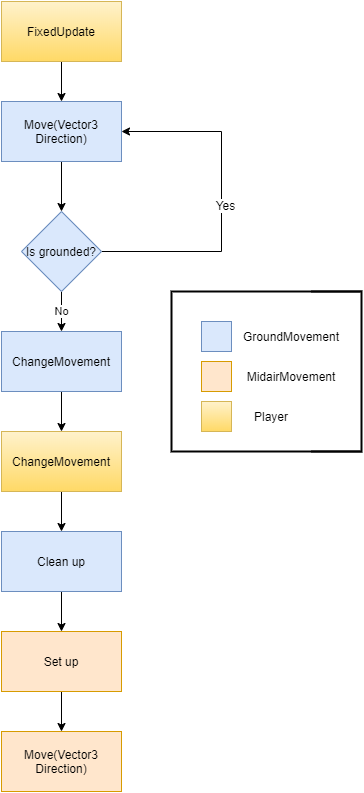 FixedUpdate
Move(Vector3
Direction)
Yes
Is grounded?
No
ChangeMovement
ChangeMovement
Clean up
Set up
Move(Vector3
Direction)
GroundMovement
MidairMovement
Player